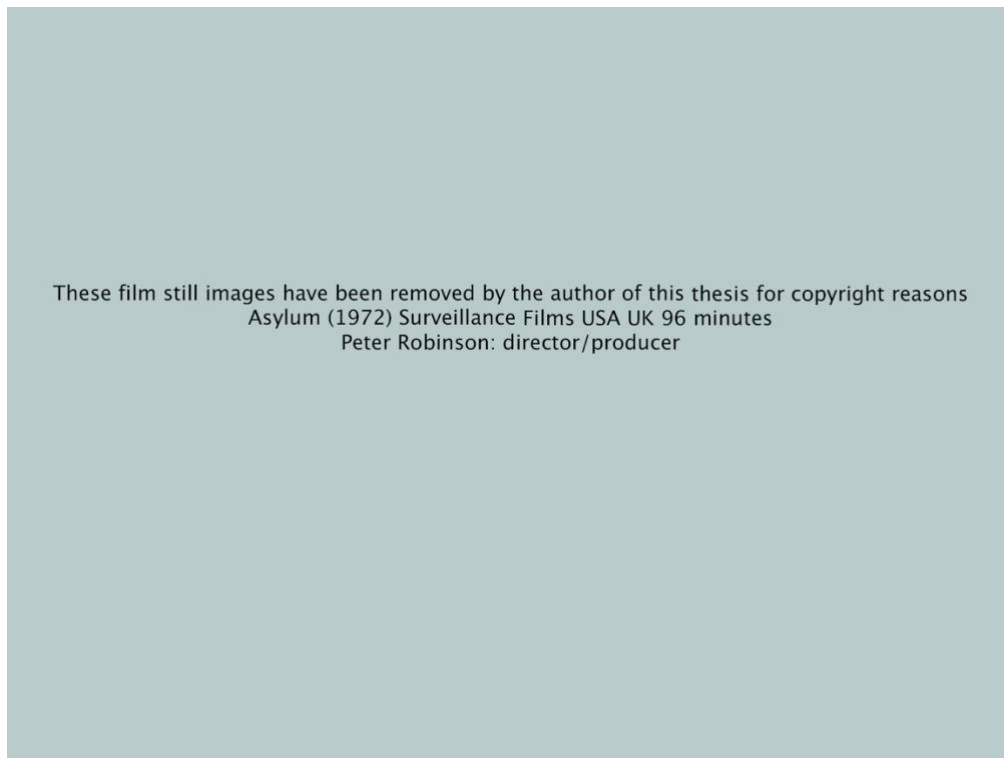 These film still images have been removed by the author of this thesis for copyright reasons
Asylum (1972) Surveillance Films USA UK 96 minutes
Peter Robinson: director/producer